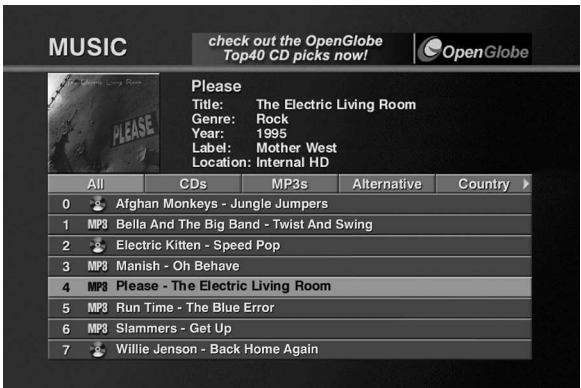 MUSIC
check out the OpenGlobe
Top40 CD picks now!
OpenGlobe
The Electric Living Room
PLEASE
Please
Title: The Electric Living Room
Genre: Rock
Year: 1995
Label: Mother West
Location: Internal HD
All CDs MP3s Alternative Country
0 Afghan Monkeys - Jungle Jumpers
1 MP3 Bella And The Big Band - Twist And Swing
2 Electric Kitten - Speed Pop
3 MP3 Manish - Oh Behave
4 MP3 Please - The Electric Living Room
5 MP3 Run Time - The Blue Error
6 MP3 Slammers - Get Up
7 Willie Jenson - Back Home Again